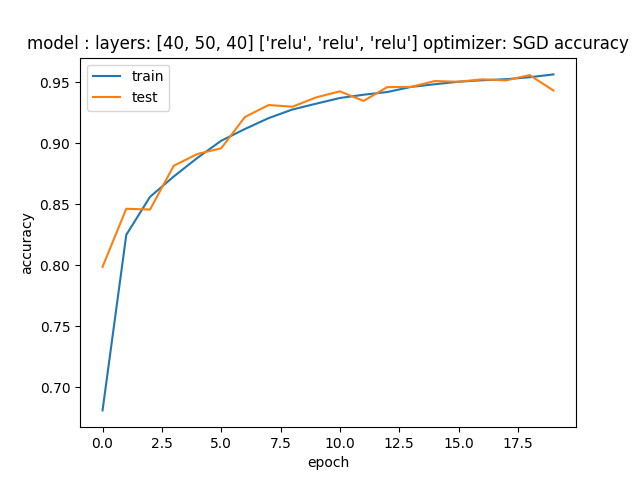 model : layers: [40, 50, 40] ['relu', 'relu', 'relu'] optimizer: SGD accuracy
train
test
0.95
0.90
0.85
0.80
0.75
0.70
accuracy
0.0 2.5 5.0 7.5 10.0 12.5 15.0 17.5
epoch